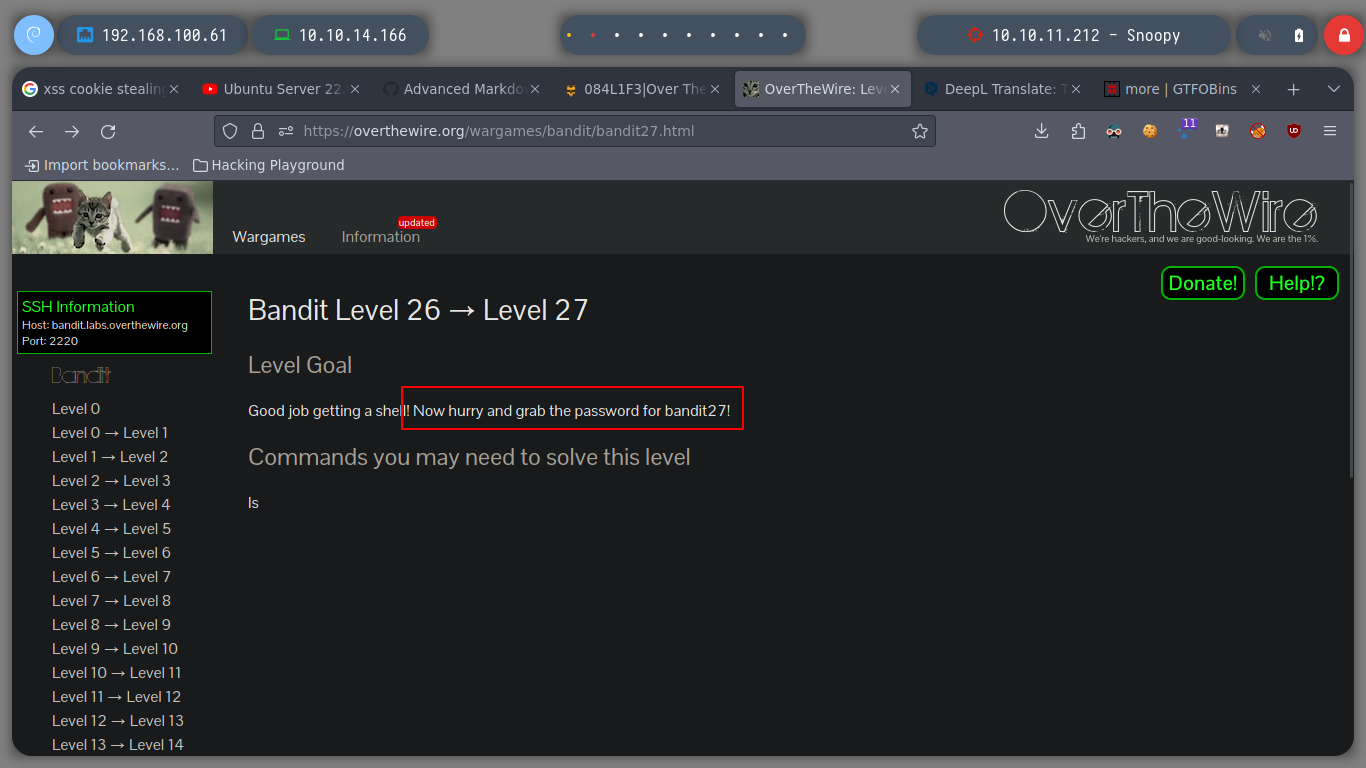 192.168.100.61
10.10.14.166
10.10.11.212 - Snoopy
xss cookie stealing
Ubuntu Server 22.
Advanced Markdo
084L1F3|Over The
OverTheWire: Leve
DeepL Translate: T
more | GTFOBins
https://overthewire.org/wargames/bandit/bandit27.html
11
Import bookmarks...
Hacking Playground
Wargames
Information
updated
OverTheWire
We're hackers, and we are good-looking. We are the 1%.
Donate!
Help!?
SSH Information
Host: bandit.labs.overthewire.org
Port: 2220
Bandit
Level 0
Level 0 → Level 1
Level 1 → Level 2
Level 2 → Level 3
Level 3 → Level 4
Level 4 → Level 5
Level 5 → Level 6
Level 6 → Level 7
Level 7 → Level 8
Level 8 → Level 9
Level 9 → Level 10
Level 10 → Level 11
Level 11 → Level 12
Level 12 → Level 13
Level 13 → Level 14
Bandit Level 26 → Level 27
Level Goal
Good job getting a shell! Now hurry and grab the password for bandit27!
Commands you may need to solve this level
ls